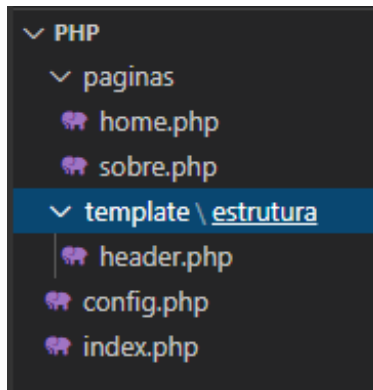 PHP
paginas
home.php
sobre.php
template \ estrutura
header.php
config.php
index.php